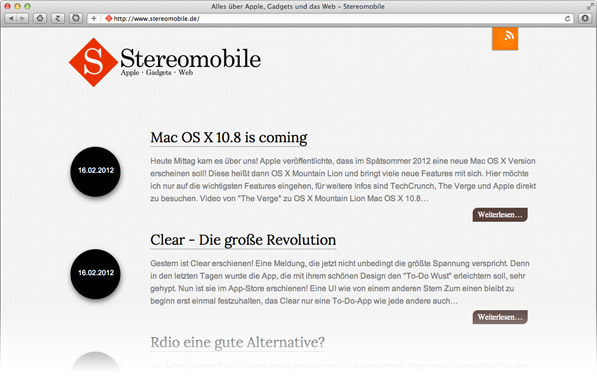 Alles über Apple, Gadgets und das Web – Stereomobile
http://www.stereomobile.de/
S Stereomobile
Apple · Gadgets · Web
Mac OS X 10.8 is coming
16.02.2012
Heute Mittag kam es über uns! Apple veröffentlichte, dass im Spätsommer 2012 eine neue Mac OS X Version
erscheinen soll! Diese heißt dann OS X Mountain Lion und bringt viele neue Features mit sich. Hier möchte
ich nur auf die wichtigsten Features eingehen, für weitere Infos sind TechCrunch, The Verge und Apple direkt
zu besuchen. Video von "The Verge" zu OS X Mountain Lion Mac OS X 10.8...
Weiterlesen...
Clear - Die große Revolution
16.02.2012
Gestern ist Clear erschienen! Eine Meldung, die jetzt nicht unbedingt die größte Spannung verspricht. Denn
in den letzten Tagen wurde die App, die mit ihrem schönen Design den "To-Do Wust" erleichtern soll, sehr
gehypt. Nun ist sie im App-Store erschienen! Eine UI wie von einem anderen Stern Zum einen bleibt zu
beginn erst einmal festzuhalten, das Clear nur eine To-Do-App wie jede andere auch...
Weiterlesen...
Rdio eine gute Alternative?